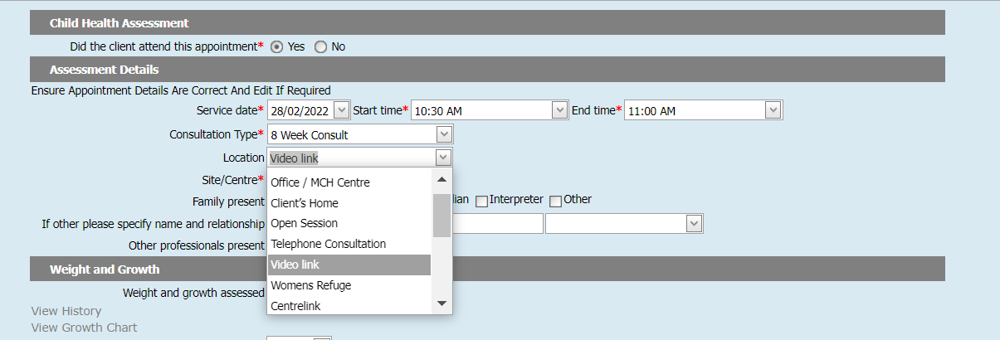 Child Health Assessment
Did the client attend this appointment* Yes No
Assessment Details
Ensure Appointment Details Are Correct And Edit If Required
Service date* 28/02/2022 Start time* 10:30 AM End time* 11:00 AM
Consultation Type* 8 Week Consult
Location Video link
Site/Centre* Office / MCH Centre
Family present Client's Home Interpreter Other
Open Session
If other please specify name and relationship
Other professionals present Telephone Consultation
Weight and Growth Video link
Womens Refuge
Weight and growth assessed
Centrelink
View History
View Growth Chart